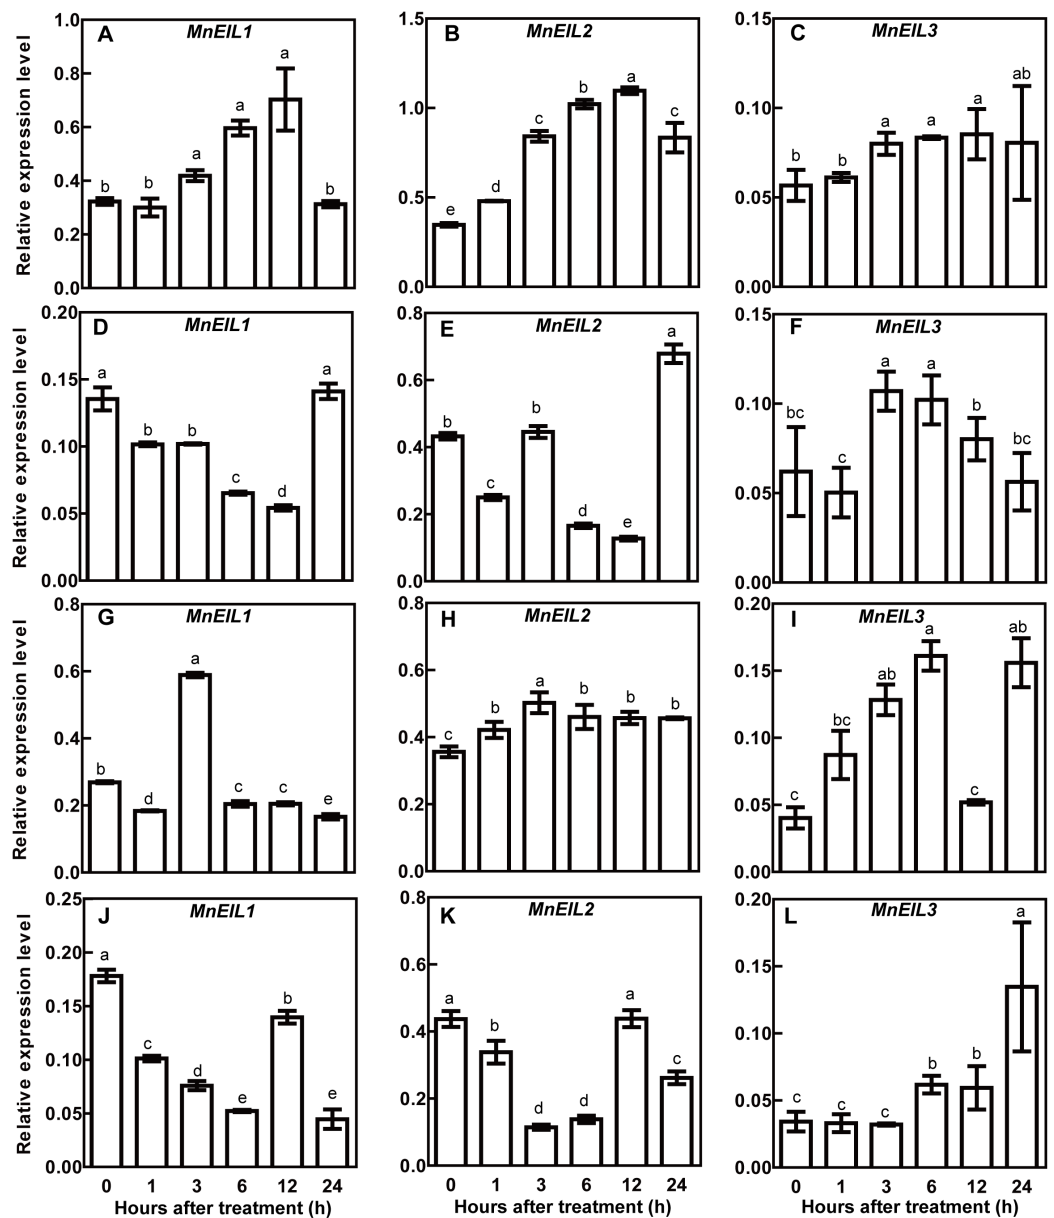 A MnEIL1
B MnEIL2
C MnEIL3
Relative expression level
1.0
0.8
0.6
0.4
0.2
0.0
b b a a a b
1.5
1.0
0.5
0.0
e d c b a c
0.15
0.10
0.05
0.00
b b a a a ab
D MnEIL1
E MnEIL2
F MnEIL3
Relative expression level
0.20
0.15
0.10
0.05
0.00
a b b c d a
0.8
0.6
0.4
0.2
0.0
b c b d e a
0.15
0.10
0.05
0.00
bc c a a b bc
G MnEIL1
H MnEIL2
I MnEIL3
Relative expression level
0.8
0.6
0.4
0.2
0.0
b d a c c e
0.8
0.6
0.4
0.2
0.0
c b a b b b
0.20
0.15
0.10
0.05
0.00
c bc ab a c ab
J MnEIL1
K MnEIL2
L MnEIL3
Relative expression level
0.25
0.20
0.15
0.10
0.05
0.00
a c d e b e
0.8
0.6
0.4
0.2
0.0
a b d d a c
0.20
0.15
0.10
0.05
0.00
c c c b b a
0 1 3 6 12 24
0 1 3 6 12 24
0 1 3 6 12 24
Hours after treatment (h)
Hours after treatment (h)
Hours after treatment (h)